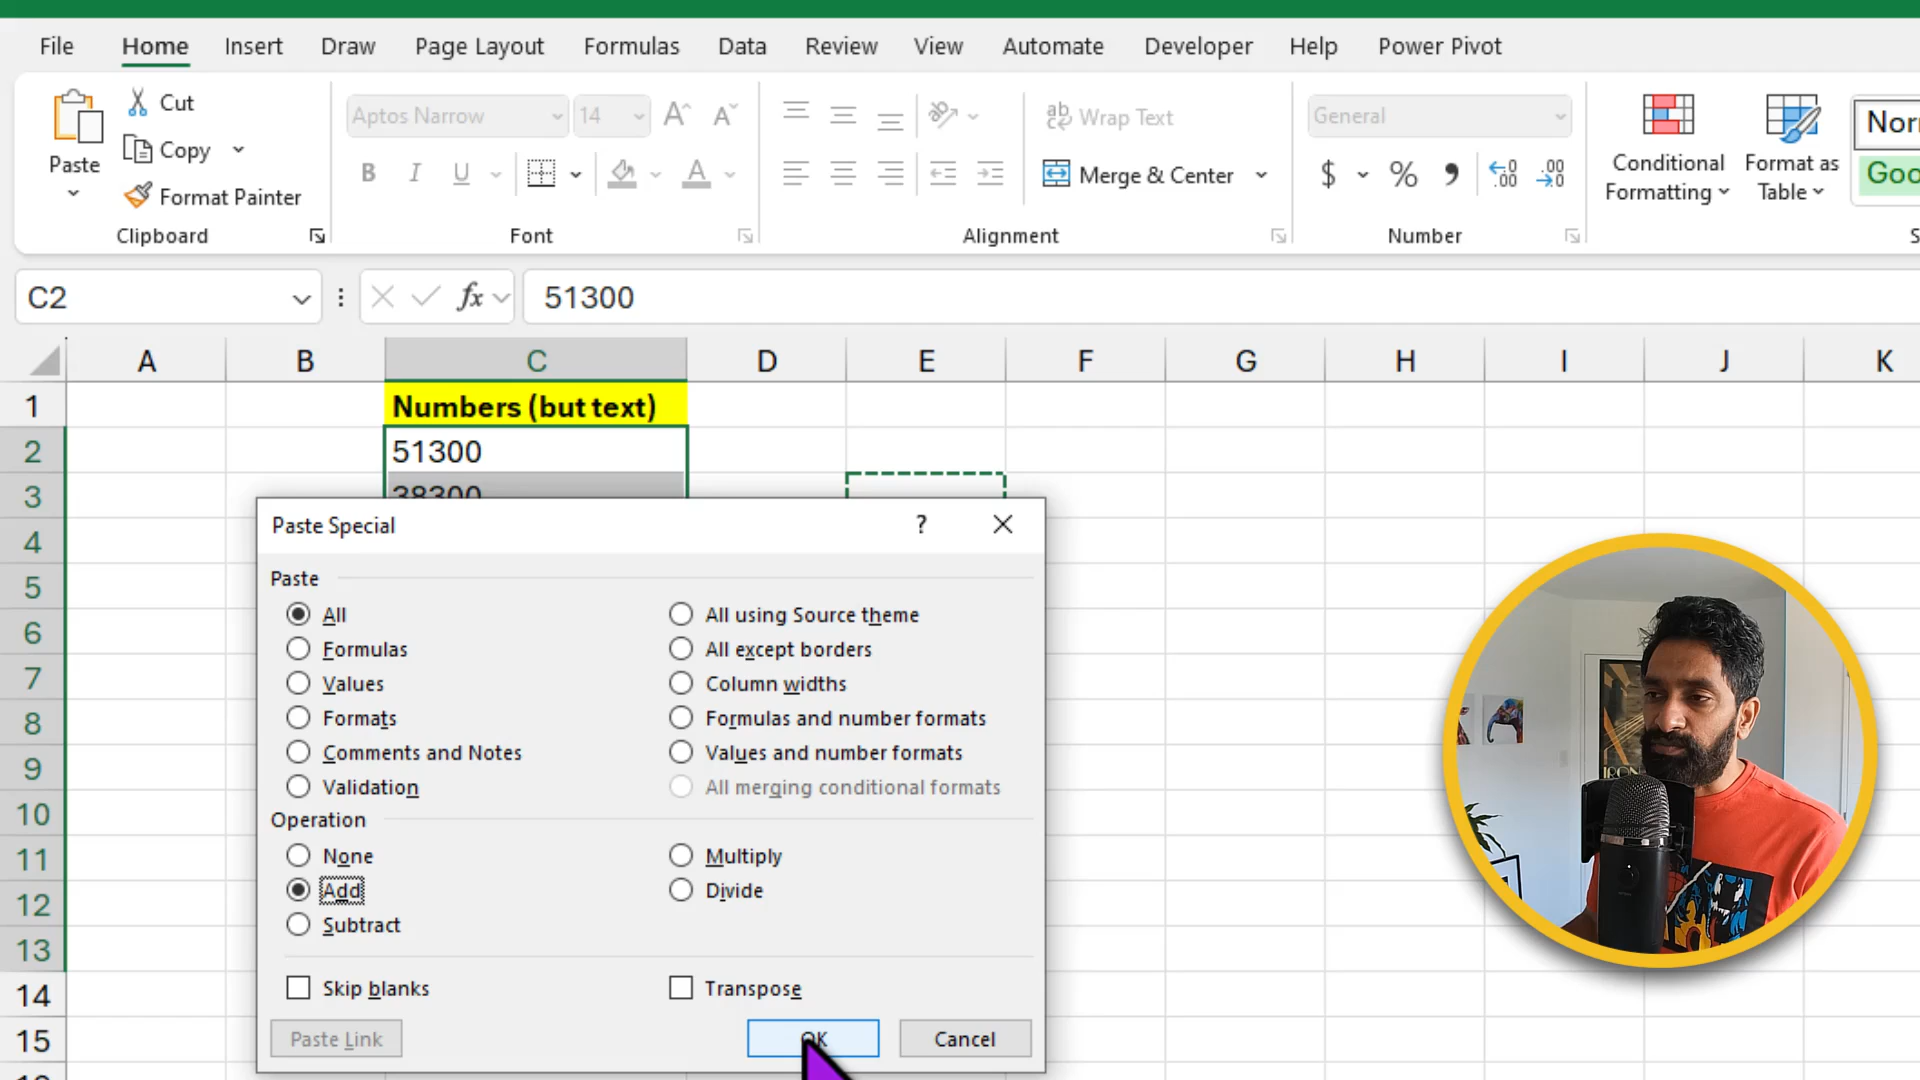 File Home Insert Draw Page Layout Formulas Data Review View Automate Developer Help Power Pivot
Paste
Cut
Copy
Format Painter
Clipboard
Aptos Narrow 14 A A
B I U A
Font
ab Wrap Text
Merge & Center
Alignment
General
$ % ,
Number
Conditional Formatting
Format as Table
C2 fx 51300
A B C D E F G H I J K
1 Numbers (but text)
2 51300
3 38300
4
5
6
7
8
9
10
11
12
13
14
15
Paste Special ?
Paste
All All using Source theme
Formulas All except borders
Values Column widths
Formats Formulas and number formats
Comments and Notes Values and number formats
Validation All merging conditional formats
Operation
None Multiply
Add Divide
Subtract
Skip blanks Transpose
Paste Link OK Cancel